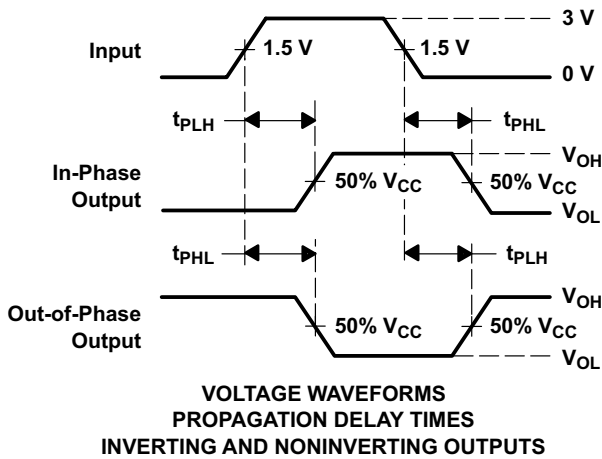 3 V
Input
1.5 V
1.5 V
0 V
tPLH
tPHL
VOH
In-Phase
Output
50% VCC
50% VCC
VOL
tPHL
tPLH
VOH
Out-of-Phase
Output
50% VCC
50% VCC
VOL
VOLTAGE WAVEFORMS
PROPAGATION DELAY TIMES
INVERTING AND NONINVERTING OUTPUTS